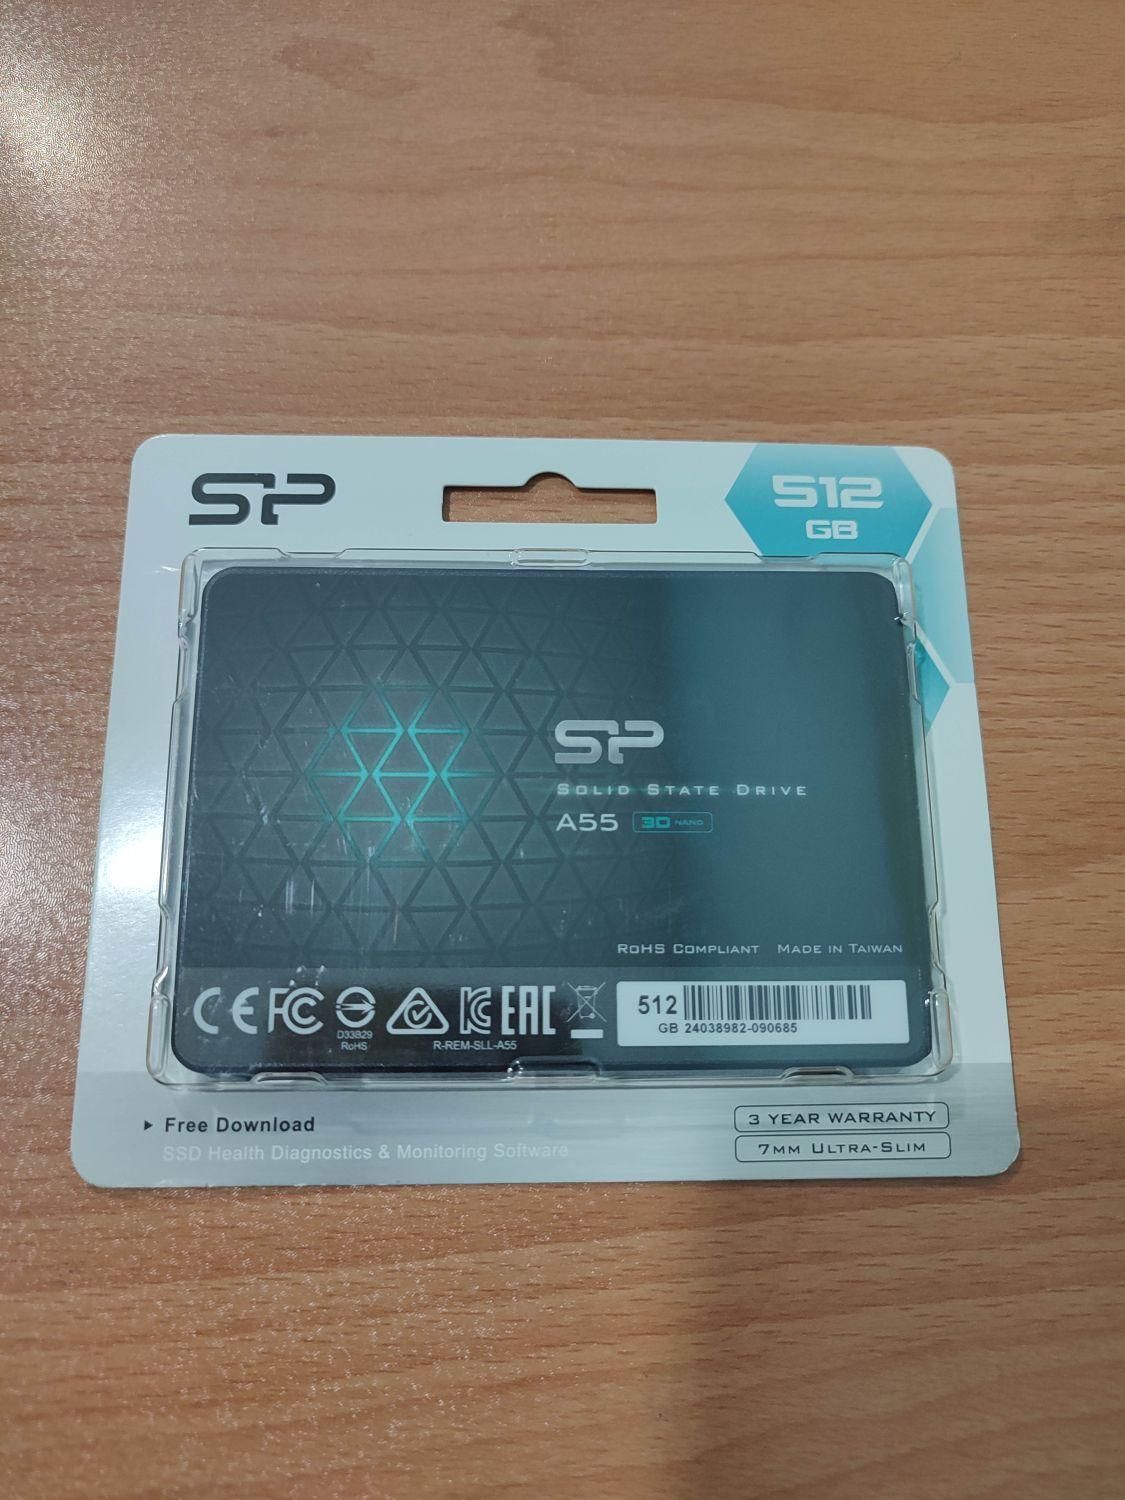 SP
512
GB
SP
SOLID STATE DRIVE
A55 3D NAND
ROHS COMPLIANT MADE IN TAIWAN
CE FC EAC
D33B29
RoHS
R-REM-SLL-A55
512
GB 24038982-090685
Free Download
SSD Health Diagnostics & Monitoring Software
3 YEAR WARRANTY
7MM ULTRA-SLIM